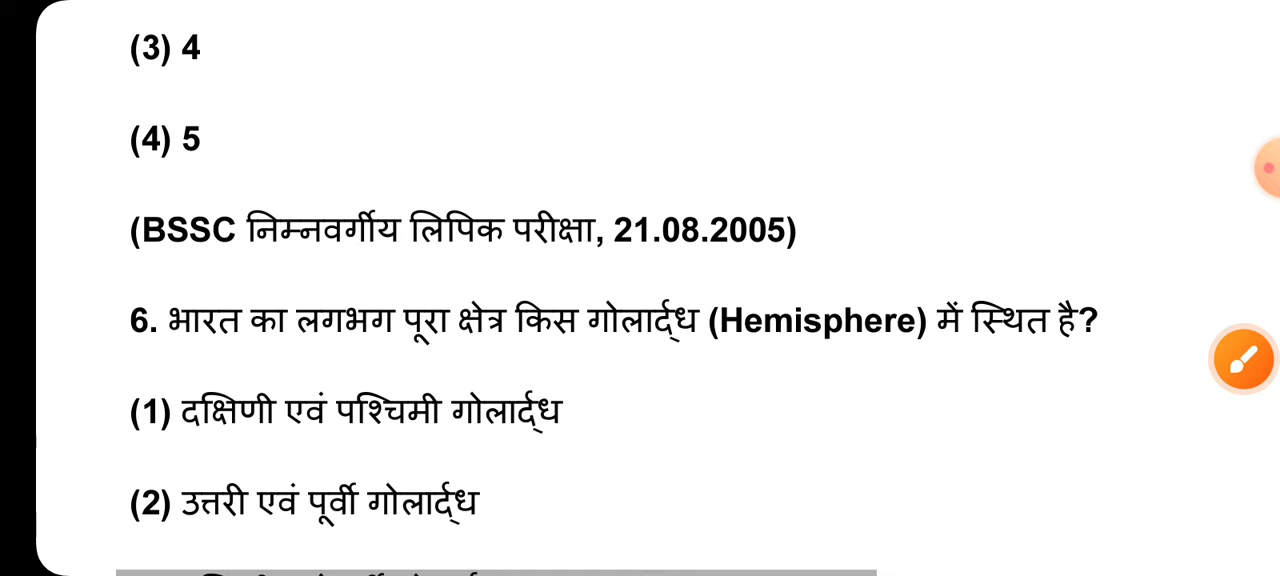 (3) 4
(4) 5
(BSSC निम्नवर्गीय लिपिक परीक्षा, 21.08.2005)
6. भारत का लगभग पूरा क्षेत्र किस गोलार्द्ध (Hemisphere) में स्थित है?
(1) दक्षिणी एवं पश्चिमी गोलार्द्ध
(2) उत्तरी एवं पूर्वी गोलार्द्ध